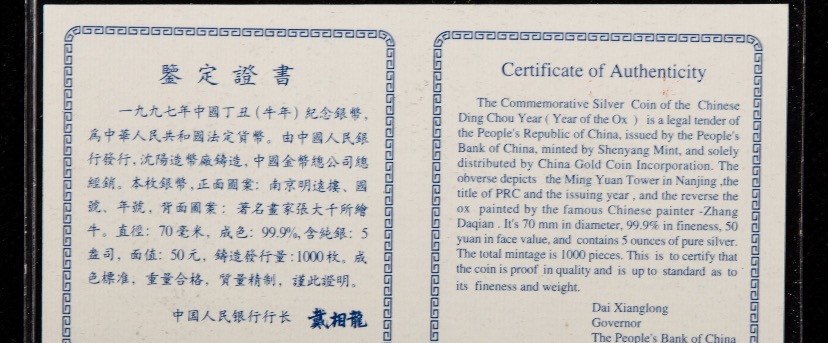 鑒定證書
一九九七年中國丁丑(牛年)紀念銀幣,
爲中華人民共和國法定貨幣。由中國人民銀
行發行,沈陽造幣廠鑄造,中國金幣總公司總
經銷。本枚銀幣,正面圖案:南京明遠樓、國
號、年號,背面圖案:著名畫家張大千所繪
牛。直徑:70毫米,成色:99.9%,含純銀:5
盎司,面值:50元,鑄造發行量:1000枚。成
色標准,重量合格,質量精制,謹此證明。
中國人民銀行行長 戴相龍
Certificate of Authenticity
The Commemorative Silver Coin of the Chinese
Ding Chou Year ( Year of the Ox ) is a legal tender of
the People's Republic of China, issued by the People's
Bank of China, minted by Shenyang Mint, and solely
distributed by China Gold Coin Incorporation. The
obverse depicts the Ming Yuan Tower in Nanjing ,the
title of PRC and the issuing year , and the reverse the
ox painted by the famous Chinese painter -Zhang
Daqian . It's 70 mm in diameter, 99.9% in fineness, 50
yuan in face value, and contains 5 ounces of pure silver.
The total mintage is 1000 pieces. This is to certify that
the coin is proof in quality and is up to standard as to
its fineness and weight.
Dai Xianglong
Governor
The People's Bank of China